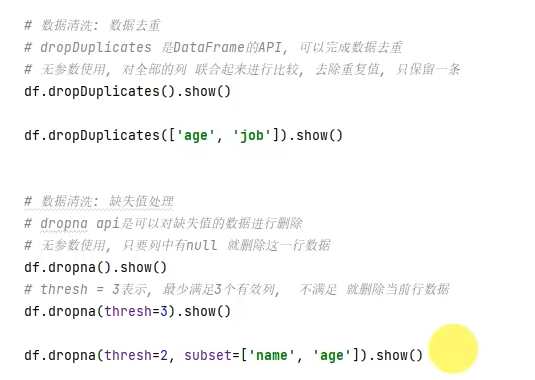 # 数据清洗: 数据去重
# dropDuplicates 是DataFrame的API, 可以完成数据去重
# 无参数使用, 对全部的列 联合起来进行比较, 去除重复值, 只保留一条
df.dropDuplicates().show()
df.dropDuplicates(['age', 'job']).show()
# 数据清洗: 缺失值处理
# dropna api是可以对缺失值的数据进行删除
# 无参数使用, 只要列中有null 就删除这一行数据
df.dropna().show()
# thresh = 3表示, 最少满足3个有效列,  不满足 就删除当前行数据
df.dropna(thresh=3).show()
df.dropna(thresh=2, subset=['name', 'age']).show()